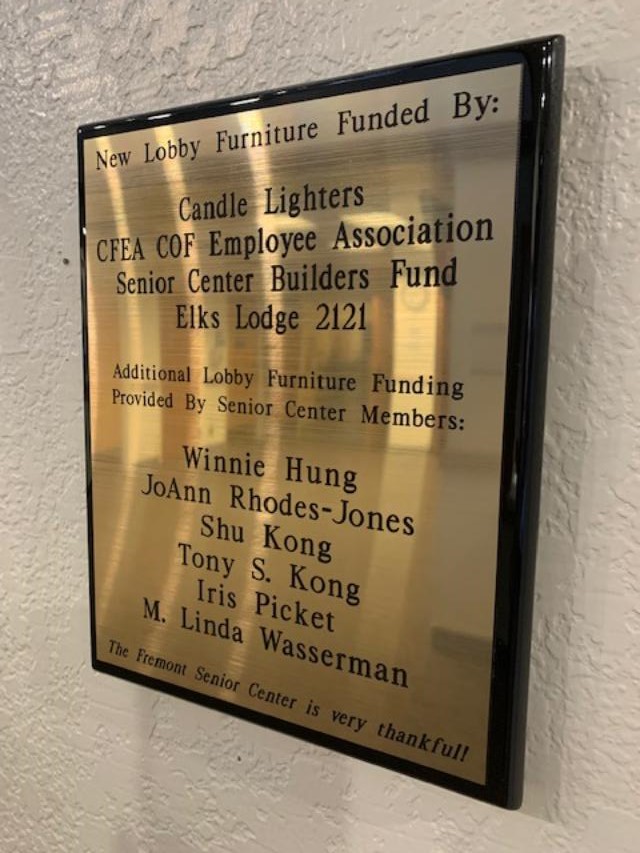 New Lobby Furniture Funded By:
Candle Lighters
CFEA COF Employee Association
Senior Center Builders Fund
Elks Lodge 2121
Additional Lobby Furniture Funding
Provided By Senior Center Members:
Winnie Hung
JoAnn Rhodes-Jones
Shu Kong
Tony S. Kong
Iris Picket
M. Linda Wasserman
The Fremont Senior Center is very thankful!